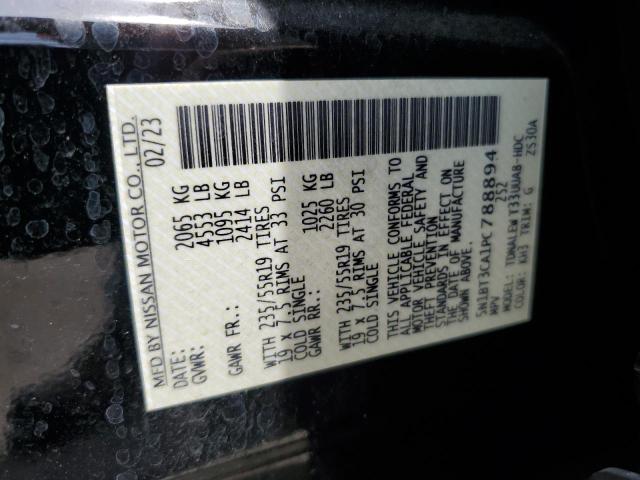 MFD BY NISSAN MOTOR CO., LTD.
DATE: 02/23
GVWR: 2065 KG
4553 LB
GAWR FR.: 1095 KG
2414 LB
WITH 235/55R19 TIRES
19 x 7.5 RIMS AT 33 PSI
COLD SINGLE
GAWR RR.: 1025 KG
2260 LB
WITH 235/55R19 TIRES
19 x 7.5 RIMS AT 30 PSI
COLD SINGLE
THIS VEHICLE CONFORMS TO
ALL APPLICABLE FEDERAL
MOTOR VEHICLE SAFETY AND
THEFT PREVENTION
STANDARDS IN EFFECT ON
THE DATE OF MANUFACTURE
SHOWN ABOVE.
5N1BT3CA1PC788894
MPV 252
MODEL: TDNALEWT33UUA8-HDC
COLOR: KH3 TRIM: G ZS30A